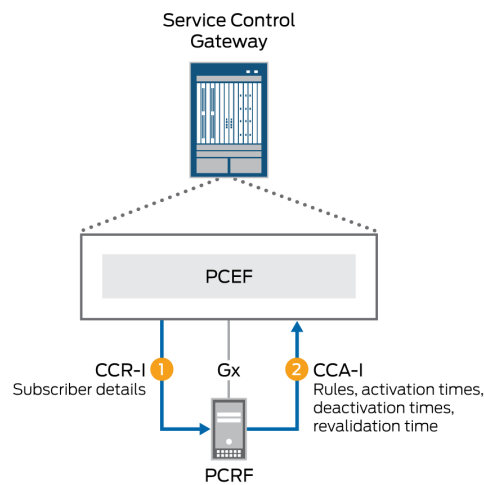 Service Control
Gateway
PCEF
CCR-I 1
Subscriber details
Gx
2 CCA-I
Rules, activation times,
deactivation times,
revalidation time
PCRF